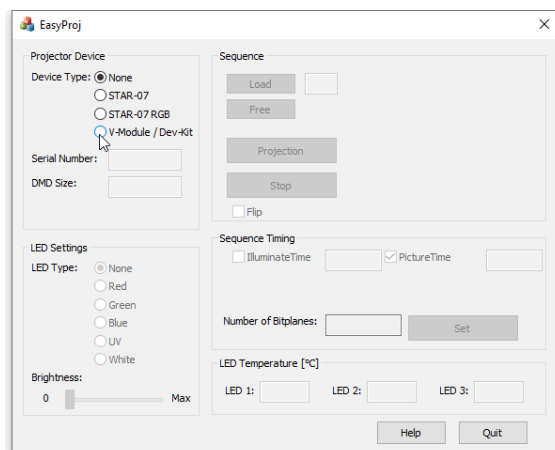 EasyProj
Projector Device
Device Type: None
STAR-07
STAR-07 RGB
V-Module / Dev-Kit
Serial Number:
DMD Size:
Sequence
Load
Free
Projection
Stop
Flip
LED Settings
LED Type: None
Red
Green
Blue
UV
White
Brightness:
0 Max
Sequence Timing
IlluminateTime PictureTime
Number of Bitplanes: Set
LED Temperature [°C]
LED 1: LED 2: LED 3:
Help Quit